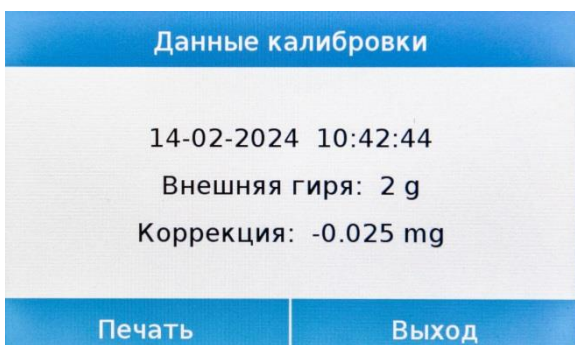 Данные калибровки
14-02-2024 10:42:44
Внешняя гиря: 2 g
Коррекция: -0.025 mg
Печать
Выход